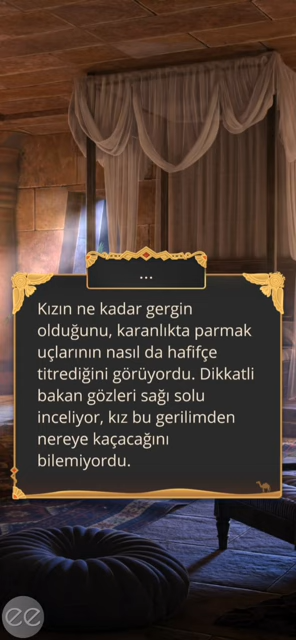 ...
Kızın ne kadar gergin
olduğunu, karanlıkta parmak
uçlarının nasıl da hafifçe
titrediğini görüyordu. Dikkatli
bakan gözleri sağı solu
inceliyor, kız bu gerilimden
nereye kaçacağını
bilemiyordu.
ee